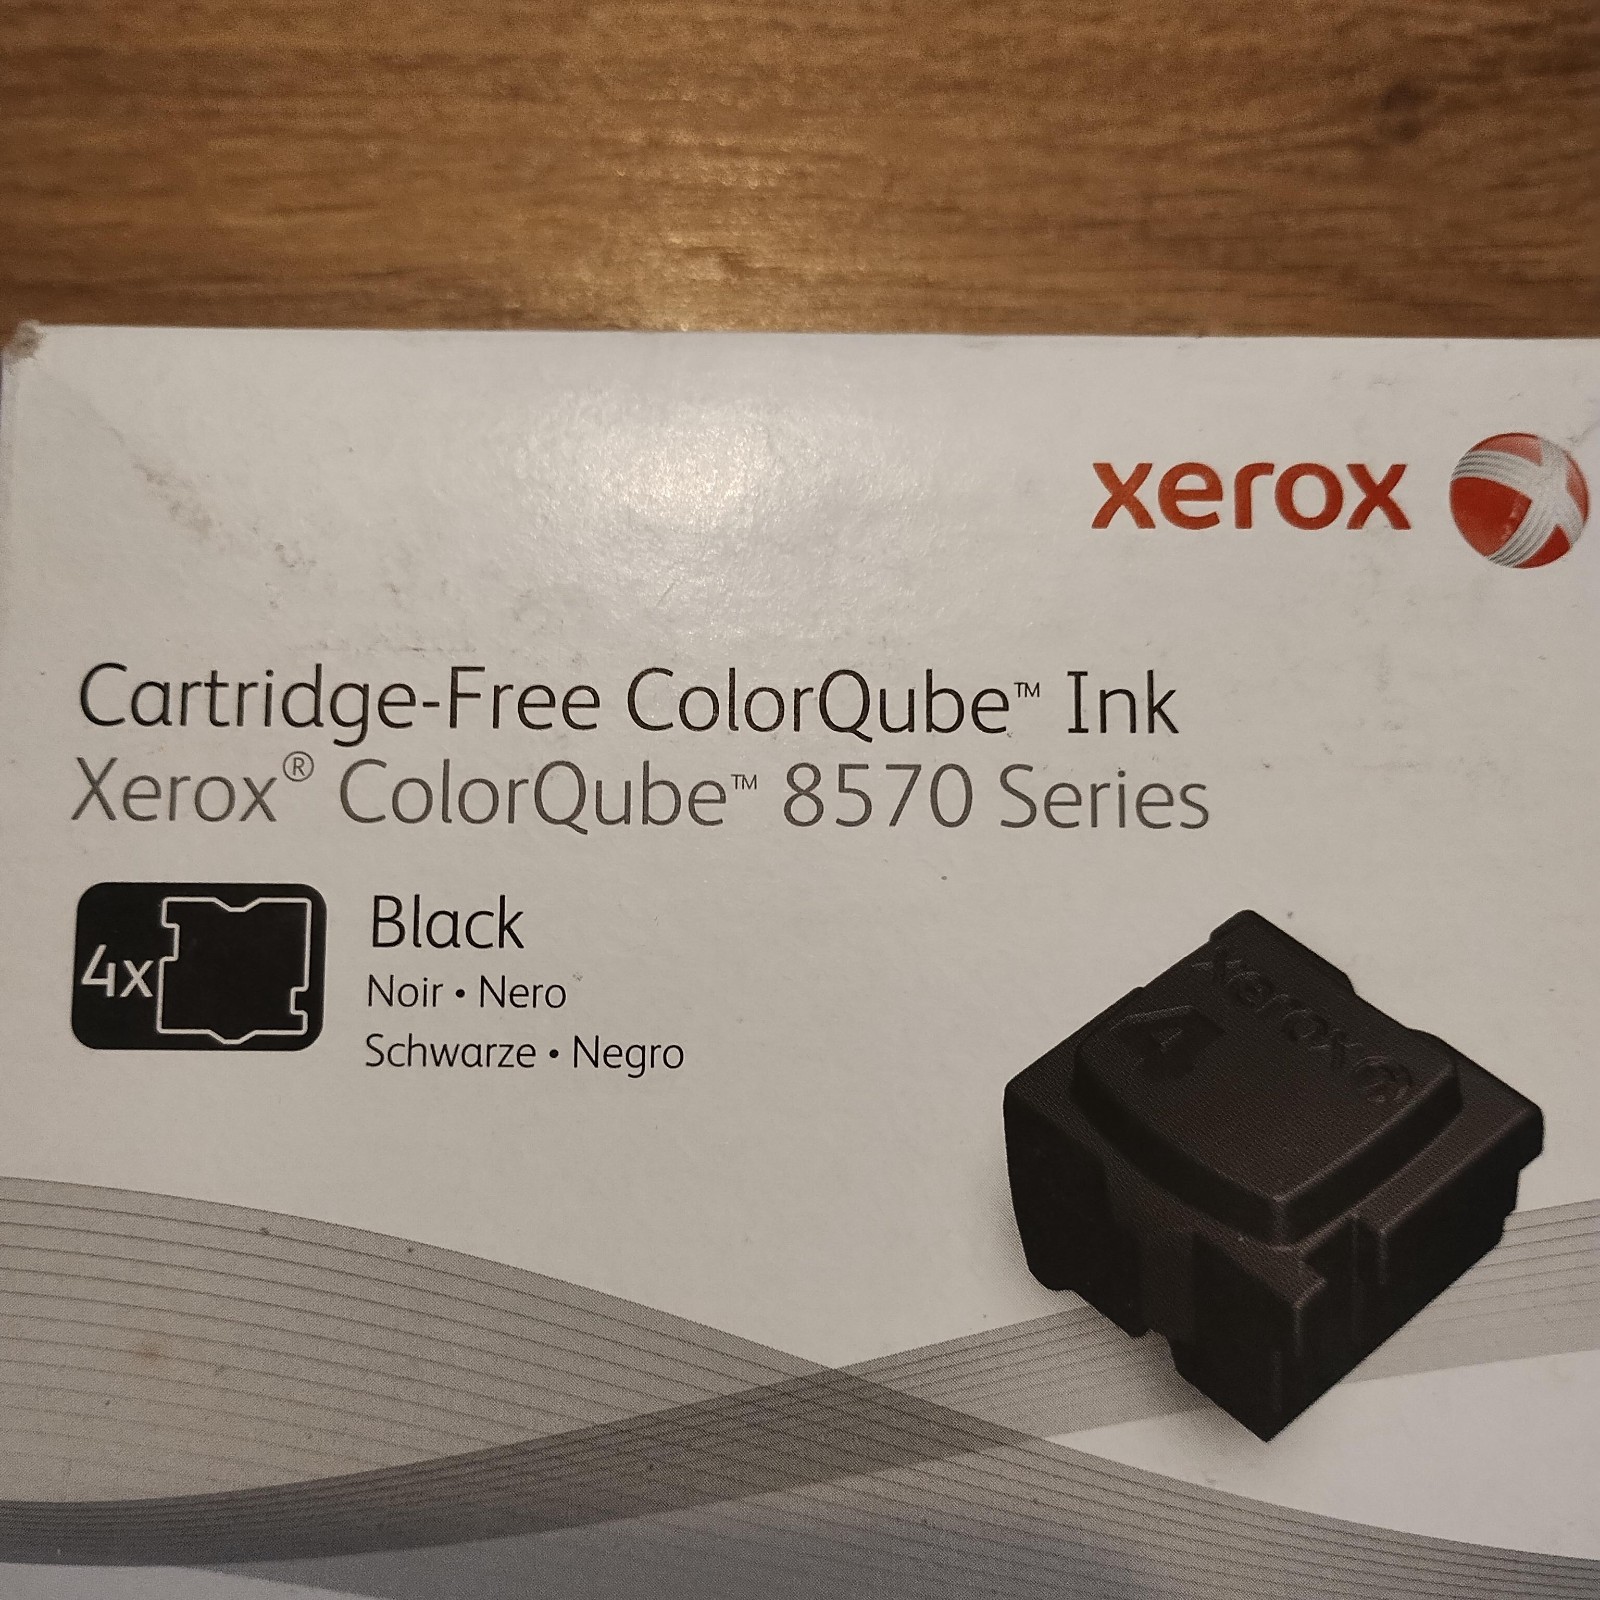 xerox
Cartridge-Free ColorQube™ Ink
Xerox® ColorQube™ 8570 Series
4x
Black
Noir • Nero
Schwarze • Negro
xerox®
4